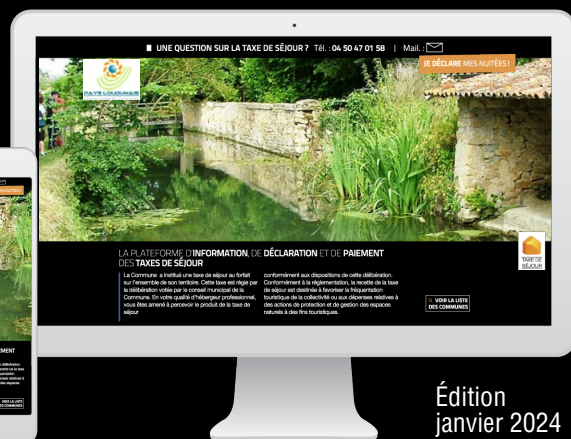 UNE QUESTION SUR LA TAXE DE SÉJOUR ? Tél. : 04 50 47 01 58 | Mail. :
JE DÉCLARE MES NUITÉES !
PAYS LOUDUNAIS
LA PLATEFORME D'INFORMATION, DE DÉCLARATION ET DE PAIEMENT
DES TAXES DE SÉJOUR
La Commune a institué une taxe de séjour au forfait
sur l'ensemble de son territoire. Cette taxe est régie par
la délibération votée par le conseil municipal de la
Commune. En votre qualité d'hébergeur professionnel,
vous êtes amené à percevoir le produit de la taxe de
séjour
conformément aux dispositions de cette délibération.
Conformément à la réglementation, la recette de la taxe
de séjour est destinée à favoriser la fréquentation
touristique de la collectivité ou aux dépenses relatives à
des actions de protection et de gestion des espaces
naturels à des fins touristiques.
TAXE DE
SÉJOUR
VOIR LA LISTE
DES COMMUNES
EMENT
VOIR LA LISTE
DES COMMUNES
Édition
janvier 2024